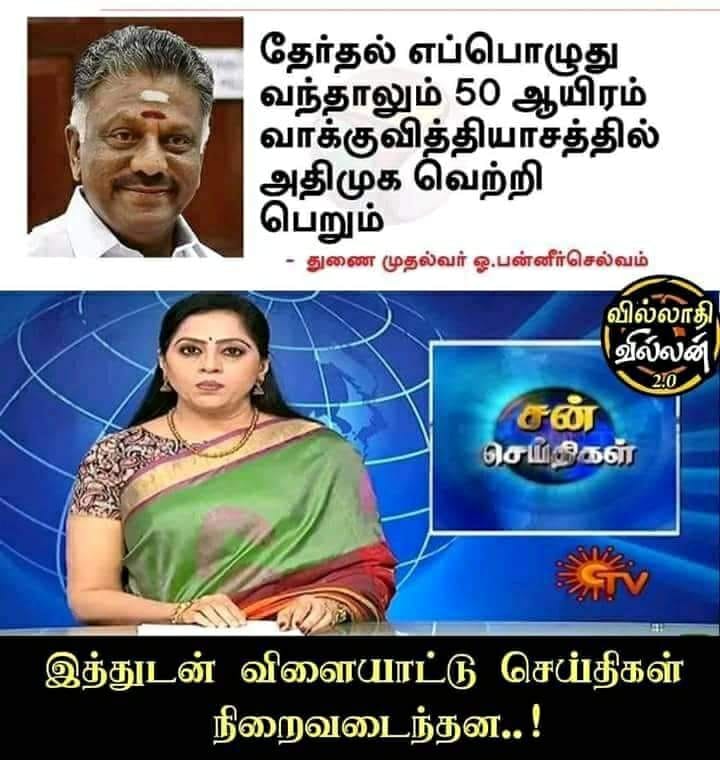 தேர்தல் எப்பொழுது
வந்தாலும் 50 ஆயிரம்
வாக்குவித்தியாசத்தில்
அதிமுக வெற்றி
பெறும்
- துணை முதல்வர் ஓ.பன்னீர்செல்வம்
வில்லாதி
வில்லன்
2.0
சன்
செய்திகள்
TV
இத்துடன் விளையாட்டு செய்திகள்
நிறைவடைந்தன..!